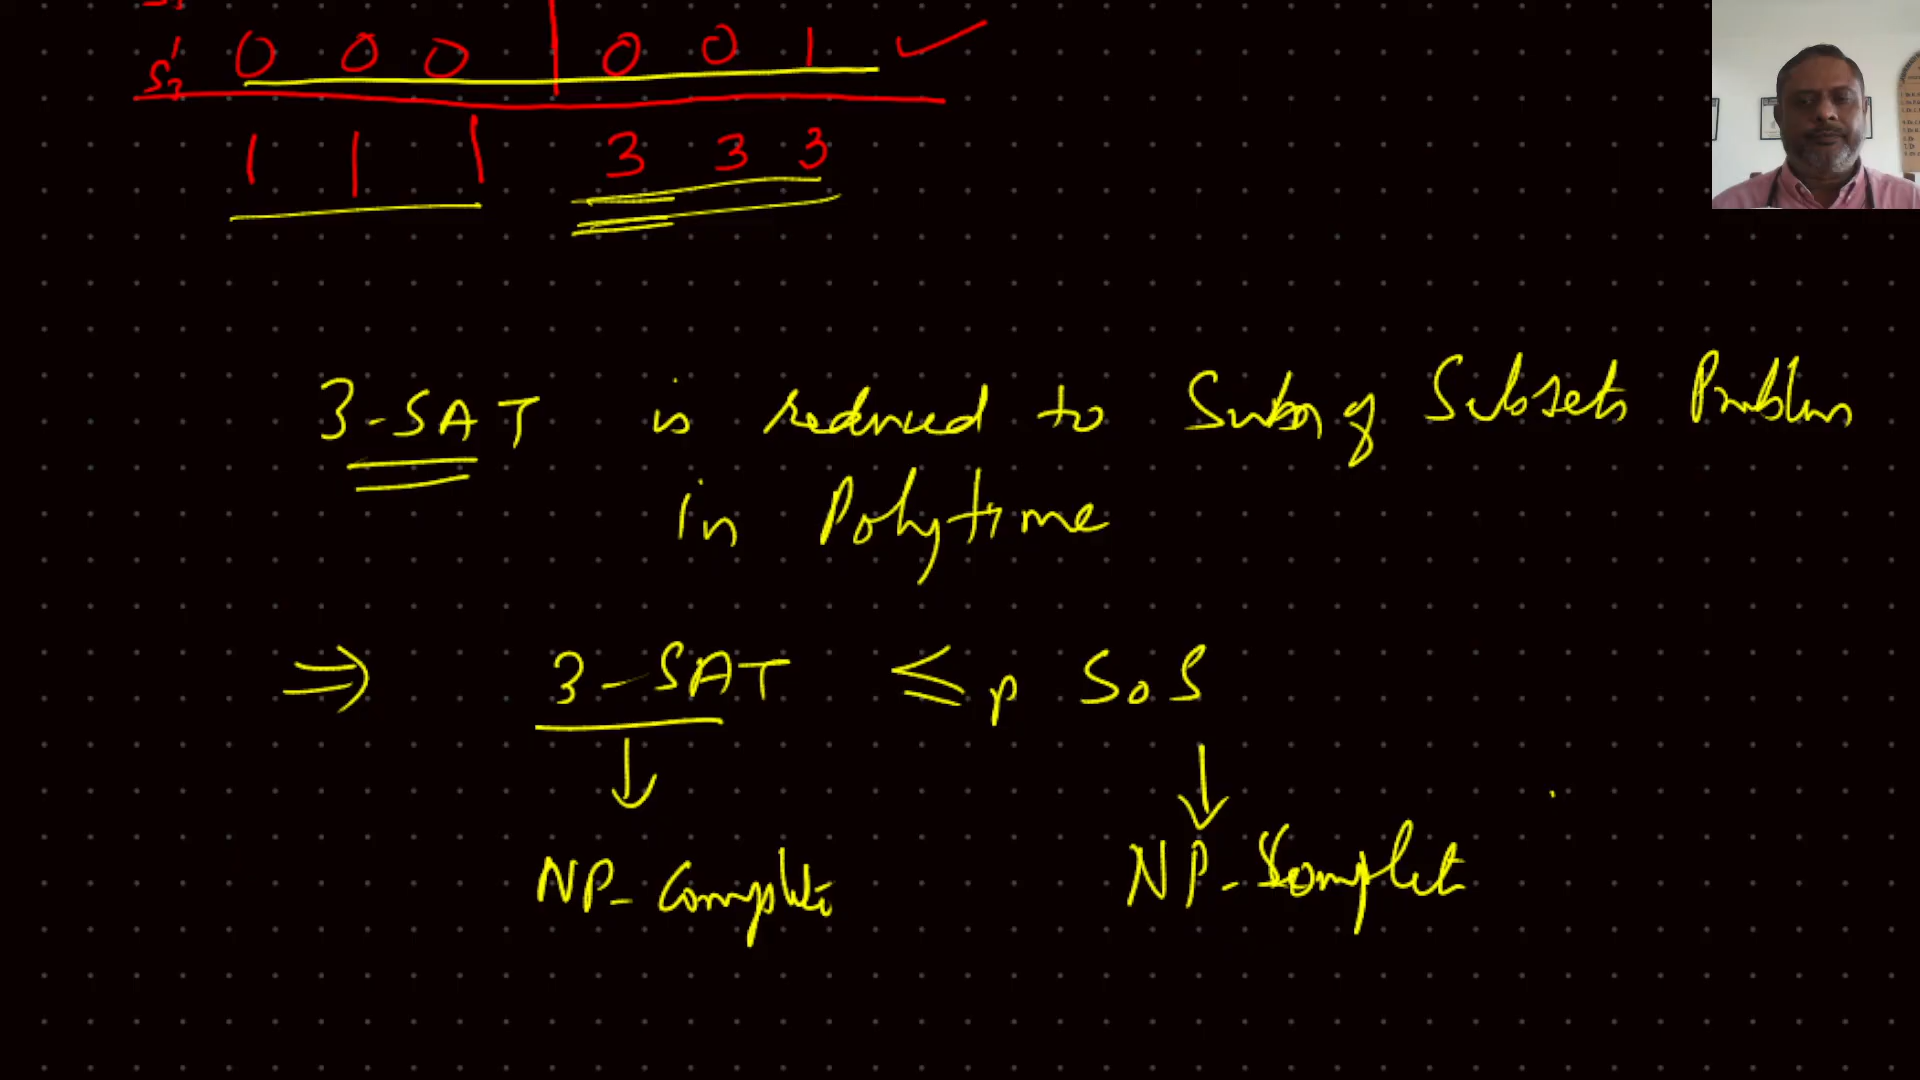 S₃' 0 0 0 | 0 0 1 ✓
1 1 1 3 3 3
3-SAT is reduced to Sum of Subsets Problem
in Polytime
⇒ 3-SAT ≤p SoS
↓ ↓
NP-Complete NP-Complete